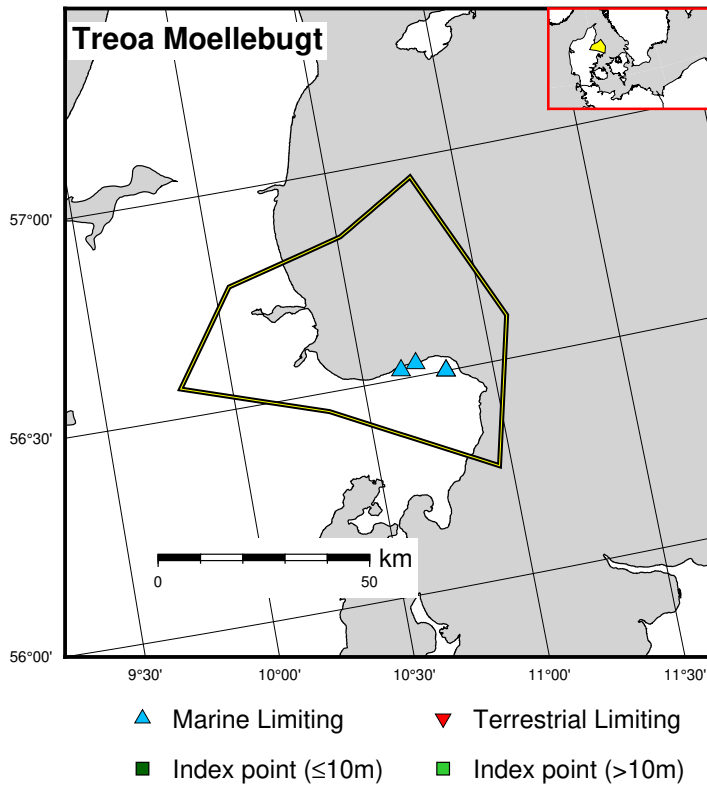 Treoa Moellebugt
57°00'
56°30'
56°00'
km
0 50
9°30' 10°00' 10°30' 11°00' 11°30'
Marine Limiting Terrestrial Limiting
Index point (≤10m) Index point (>10m)